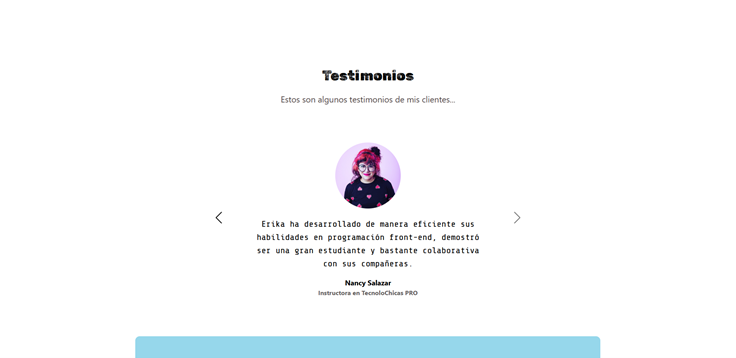 Testimonios
Estos son algunos testimonios de mis clientes...
Erika ha desarrollado de manera eficiente sus
habilidades en programación front-end, demostró
ser una gran estudiante y bastante colaborativa
con sus compañeras.
Nancy Salazar
Instructora en TecnoloChicas PRO